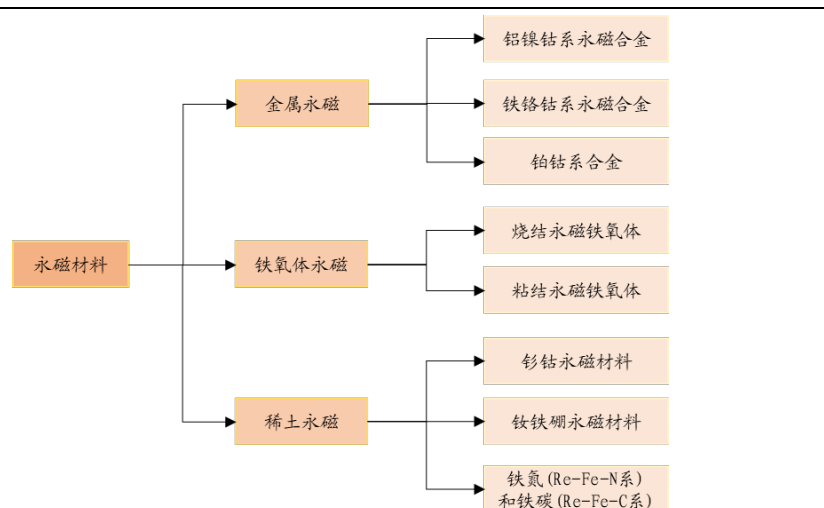 永磁材料
金属永磁
铝镍钴系永磁合金
铁铬钴系永磁合金
铂钴系合金
铁氧体永磁
烧结永磁铁氧体
粘结永磁铁氧体
稀土永磁
钐钴永磁材料
钕铁硼永磁材料
铁氮(Re-Fe-N系)
和铁碳(Re-Fe-C系)